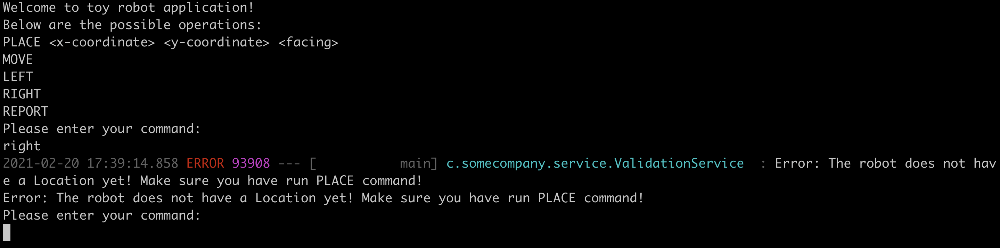 Welcome to toy robot application!
Below are the possible operations:
PLACE <x-coordinate> <y-coordinate> <facing>
MOVE
LEFT
RIGHT
REPORT
Please enter your command:
right
2021-02-20 17:39:14.858 ERROR 93908 --- [           main] c.somecompany.service.ValidationService  : Error: The robot does not hav
e a Location yet! Make sure you have run PLACE command!
Error: The robot does not have a Location yet! Make sure you have run PLACE command!
Please enter your command: